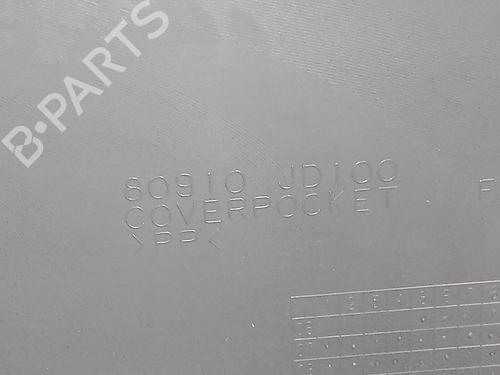 B-PARTS
80910 JD100
COVERPOCKET F
>PP<